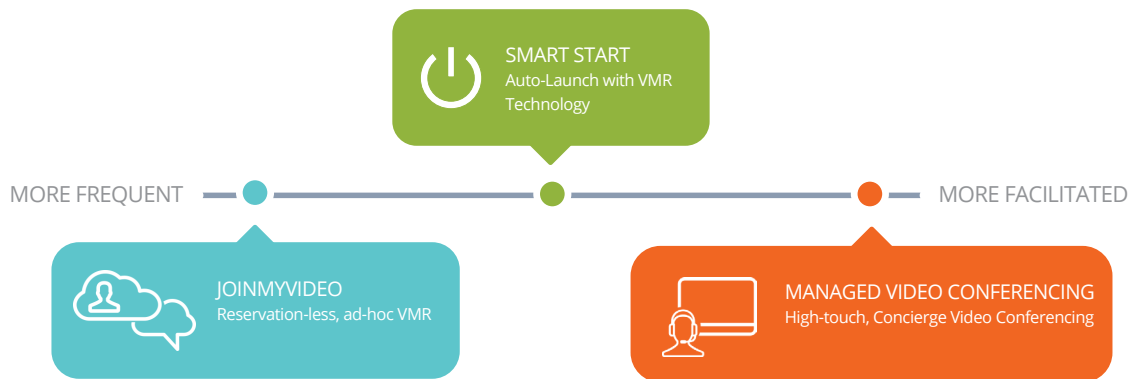 SMART START
Auto-Launch with VMR
Technology
MORE FREQUENT
MORE FACILITATED
JOINMYVIDEO
Reservation-less, ad-hoc VMR
MANAGED VIDEO CONFERENCING
High-touch, Concierge Video Conferencing